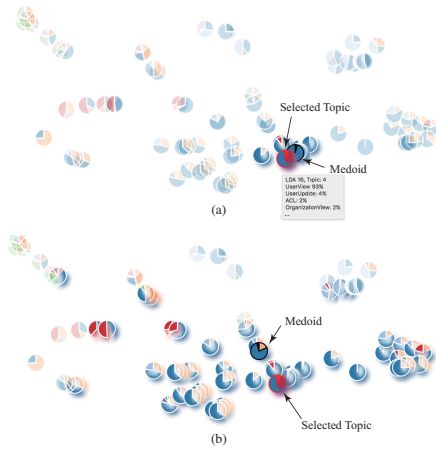 Selected Topic
Medoid
LDA 16, Topic: 4
UserView 93%
UserUpdate: 4%
ACL: 2%
OrganizationView: 2%
...
(a)
Medoid
Selected Topic
(b)